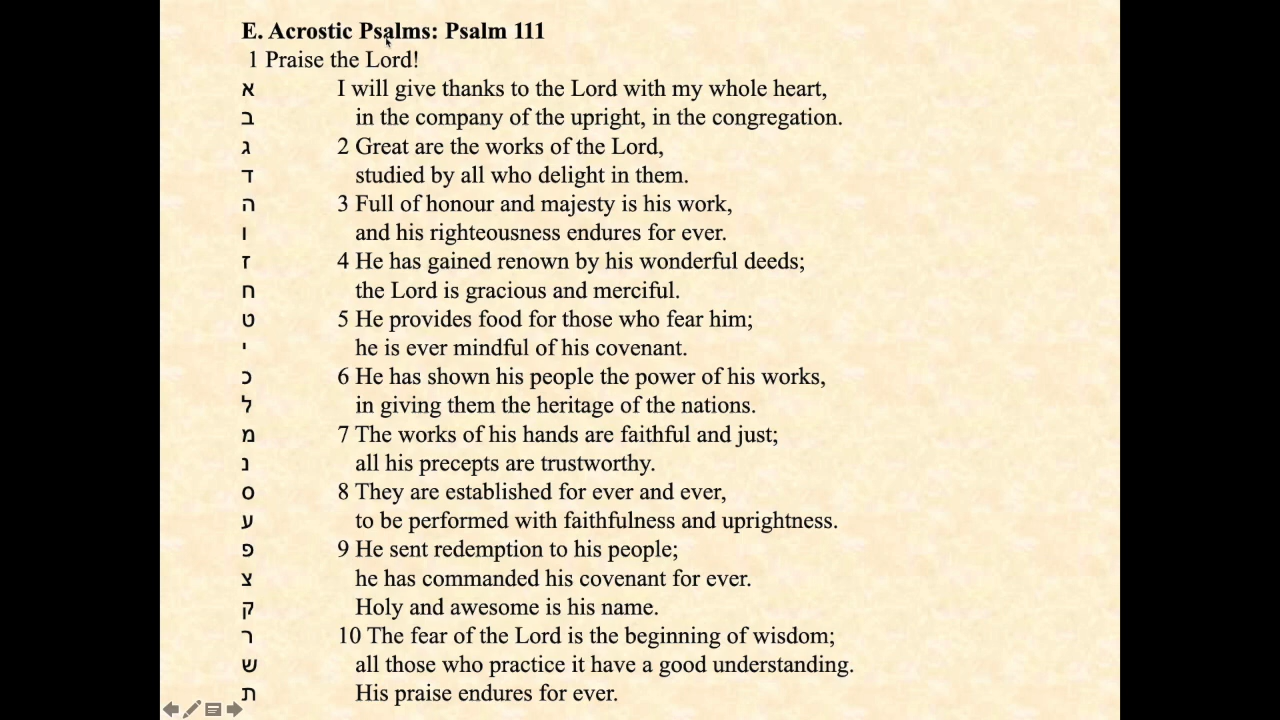 E. Acrostic Psalms: Psalm 111
1 Praise the Lord!
א I will give thanks to the Lord with my whole heart,
ב in the company of the upright, in the congregation.
ג 2 Great are the works of the Lord,
ד studied by all who delight in them.
ה 3 Full of honour and majesty is his work,
ו and his righteousness endures for ever.
ז 4 He has gained renown by his wonderful deeds;
ח the Lord is gracious and merciful.
ט 5 He provides food for those who fear him;
י he is ever mindful of his covenant.
כ 6 He has shown his people the power of his works,
ל in giving them the heritage of the nations.
מ 7 The works of his hands are faithful and just;
נ all his precepts are trustworthy.
ס 8 They are established for ever and ever,
ע to be performed with faithfulness and uprightness.
פ 9 He sent redemption to his people;
צ he has commanded his covenant for ever.
ק Holy and awesome is his name.
ר 10 The fear of the Lord is the beginning of wisdom;
ש all those who practice it have a good understanding.
ת His praise endures for ever.